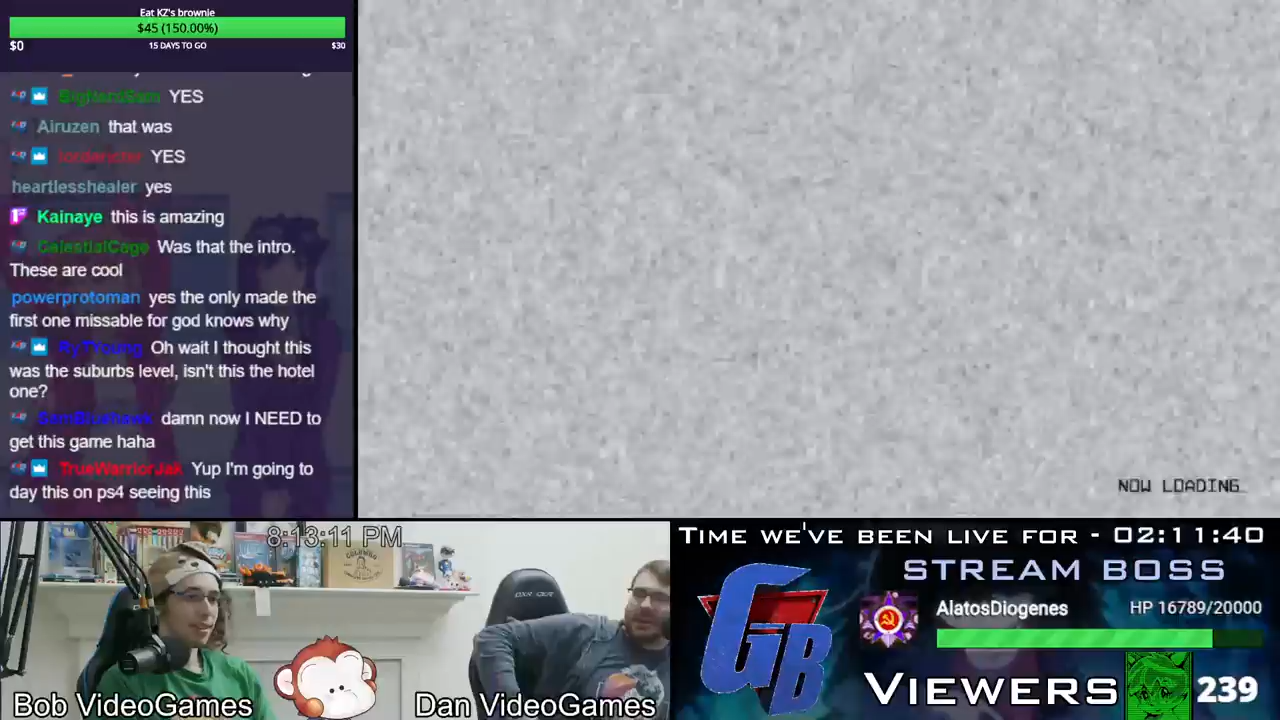 Eat KZ's brownie
$45 (150.00%)
$0 15 DAYS TO GO $30
YES
Airuzen that was
YES
heartlesshealer yes
Kainaye this is amazing
CelestialCage Was that the intro.
These are cool
powerprotoman yes the only made the
first one missable for god knows why
RyTYoung Oh wait I thought this
was the suburbs level, isn't this the hotel
one?
damn now I NEED to
get this game haha
TrueWarriorJak Yup I'm going to
day this on ps4 seeing this
NOW LOADING
8:13:11 PM
Bob VideoGames
Dan VideoGames
TIME WE'VE BEEN LIVE FOR - 02:11:40
STREAM BOSS
AlatosDiogenes HP 16789/20000
GB
VIEWERS 239